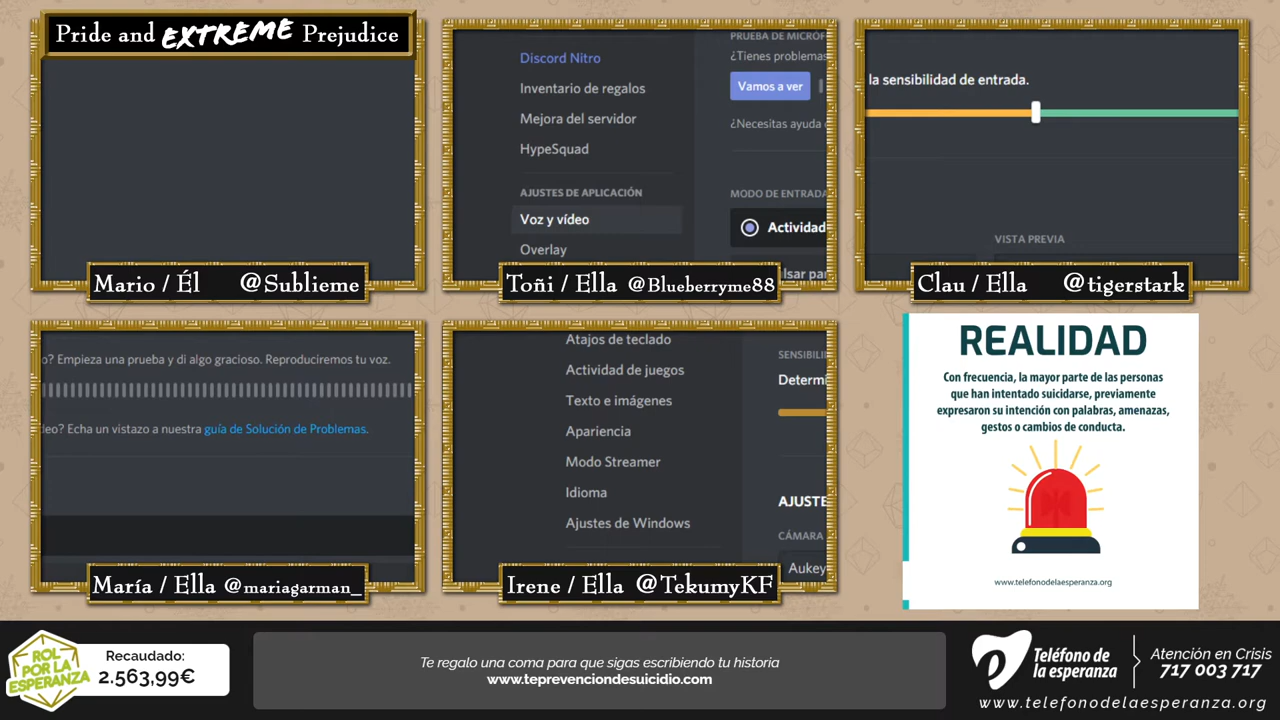 Pride and EXTREME Prejudice
Mario / Él @Sublieme
Discord Nitro
Inventario de regalos
Mejora del servidor
HypeSquad
AJUSTES DE APLICACIÓN
Voz y vídeo
Overlay
PRUEBA DE MICRÓF
¿Tienes problemas
Vamos a ver
¿Necesitas ayuda
MODO DE ENTRADA
Actividad
lsar par
Toñi / Ella @Blueberryme88
la sensibilidad de entrada.
VISTA PREVIA
Clau / Ella @tigerstark
o? Empieza una prueba y di algo gracioso. Reproduciremos tu voz.
deo? Echa un vistazo a nuestra guía de Solución de Problemas.
María / Ella @mariagarman_
Atajos de teclado
Actividad de juegos
Texto e imágenes
Apariencia
Modo Streamer
Idioma
Ajustes de Windows
SENSIBILI
Determ
AJUSTE
CÁMARA
Aukey
Irene / Ella @TekumyKF
REALIDAD
Con frecuencia, la mayor parte de las personas
que han intentado suicidarse, previamente
expresaron su intención con palabras, amenazas,
gestos o cambios de conducta.
www.telefonodelaesperanza.org
ROL
POR LA
ESPERANZA
Recaudado:
2.563,99€
Te regalo una coma para que sigas escribiendo tu historia
www.teprevenciondesuicidio.com
Teléfono de
la esperanza
Atención en Crisis
717 003 717
www.telefonodelaesperanza.org